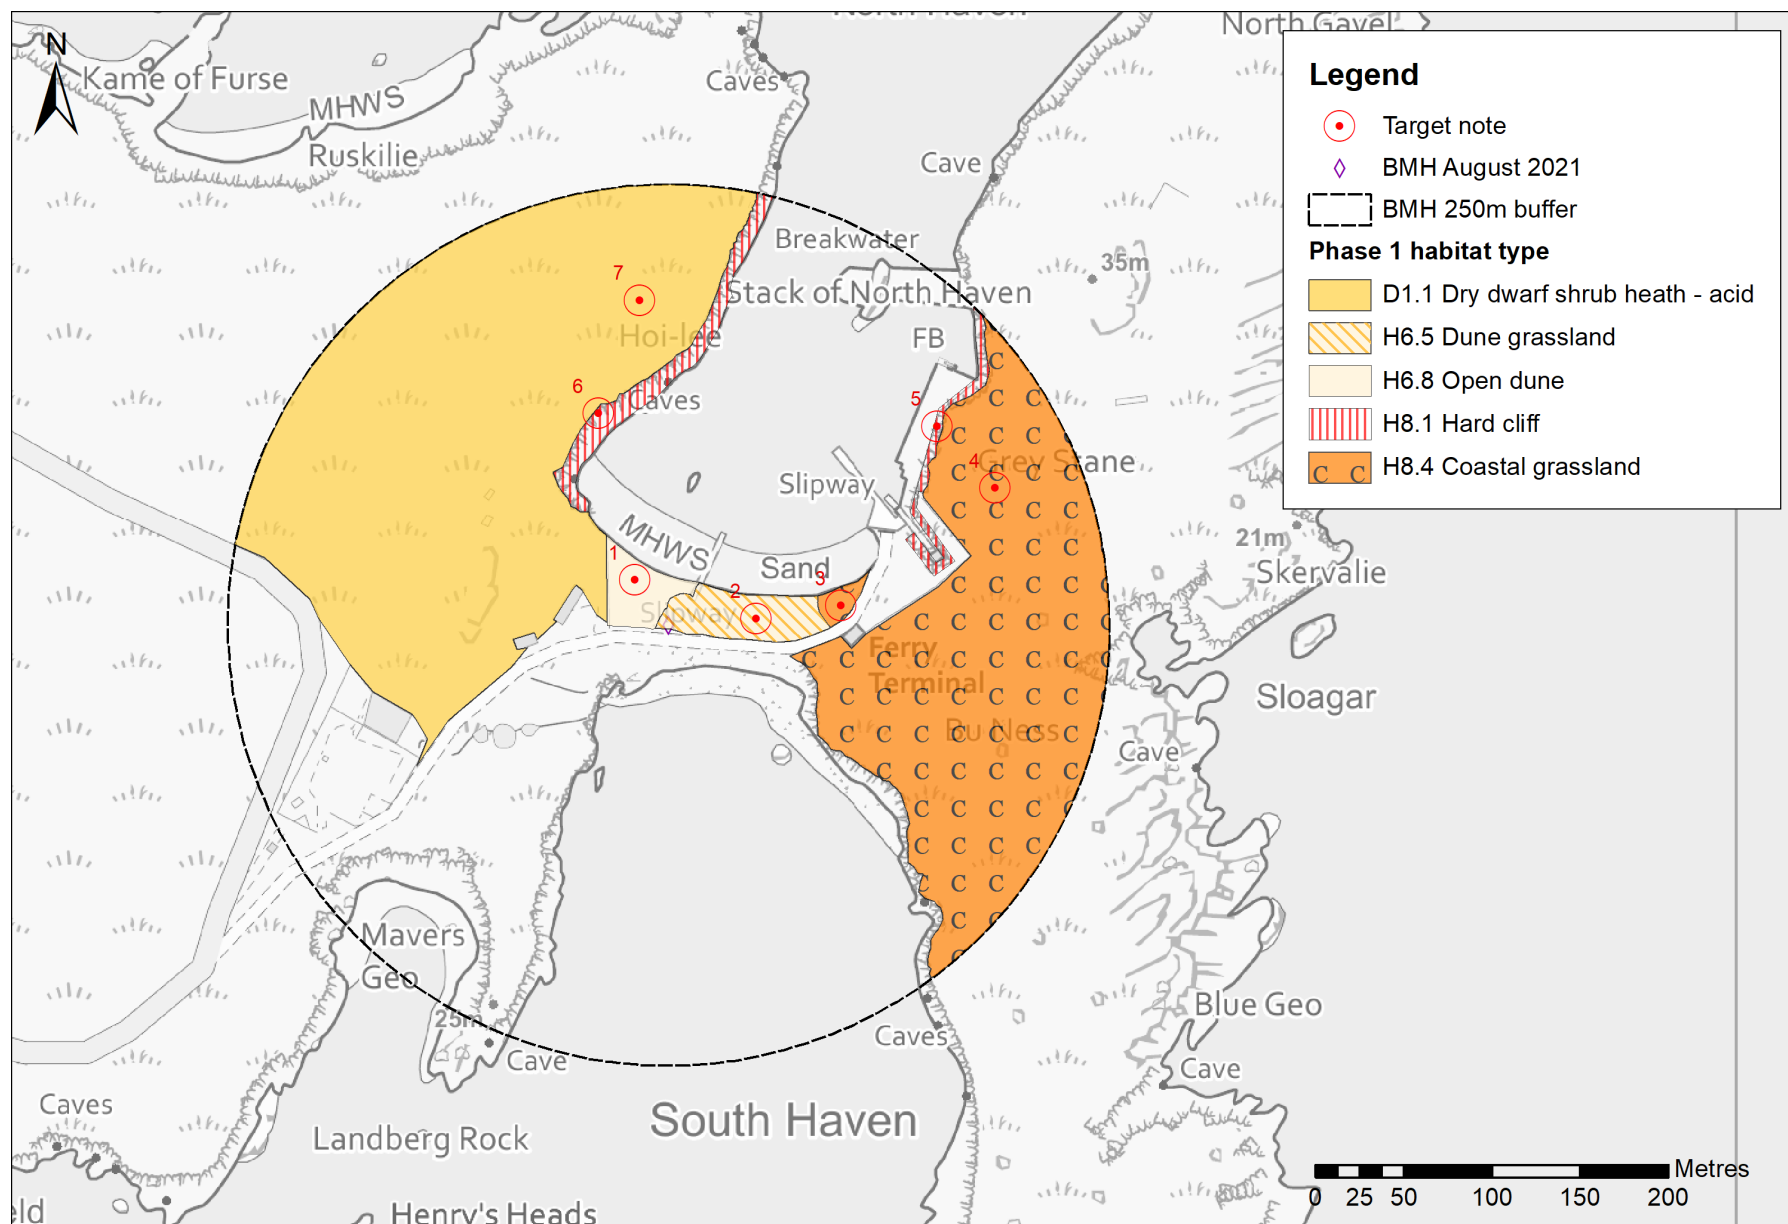 North Haven
North Gavel
N
Kame of Furse
MHWS
Ruskilie
Caves
Cave
Breakwater
Stack of North Haven
35m
FB
7
Hoi-lee
6
Caves
5
4
Grey Stane
Slipway
MHWS
Sand
1
2
3
Slipway
Ferry
Terminal
Bu Ness
21m
Skervalie
Sloagar
Cave
Mavers
Geo
25m
Cave
Caves
Blue Geo
Cave
Caves
Landberg Rock
South Haven
Henry's Heads
eld
Legend
Target note
BMH August 2021
BMH 250m buffer
Phase 1 habitat type
D1.1 Dry dwarf shrub heath - acid
H6.5 Dune grassland
H6.8 Open dune
H8.1 Hard cliff
C C H8.4 Coastal grassland
Metres
0 25 50 100 150 200